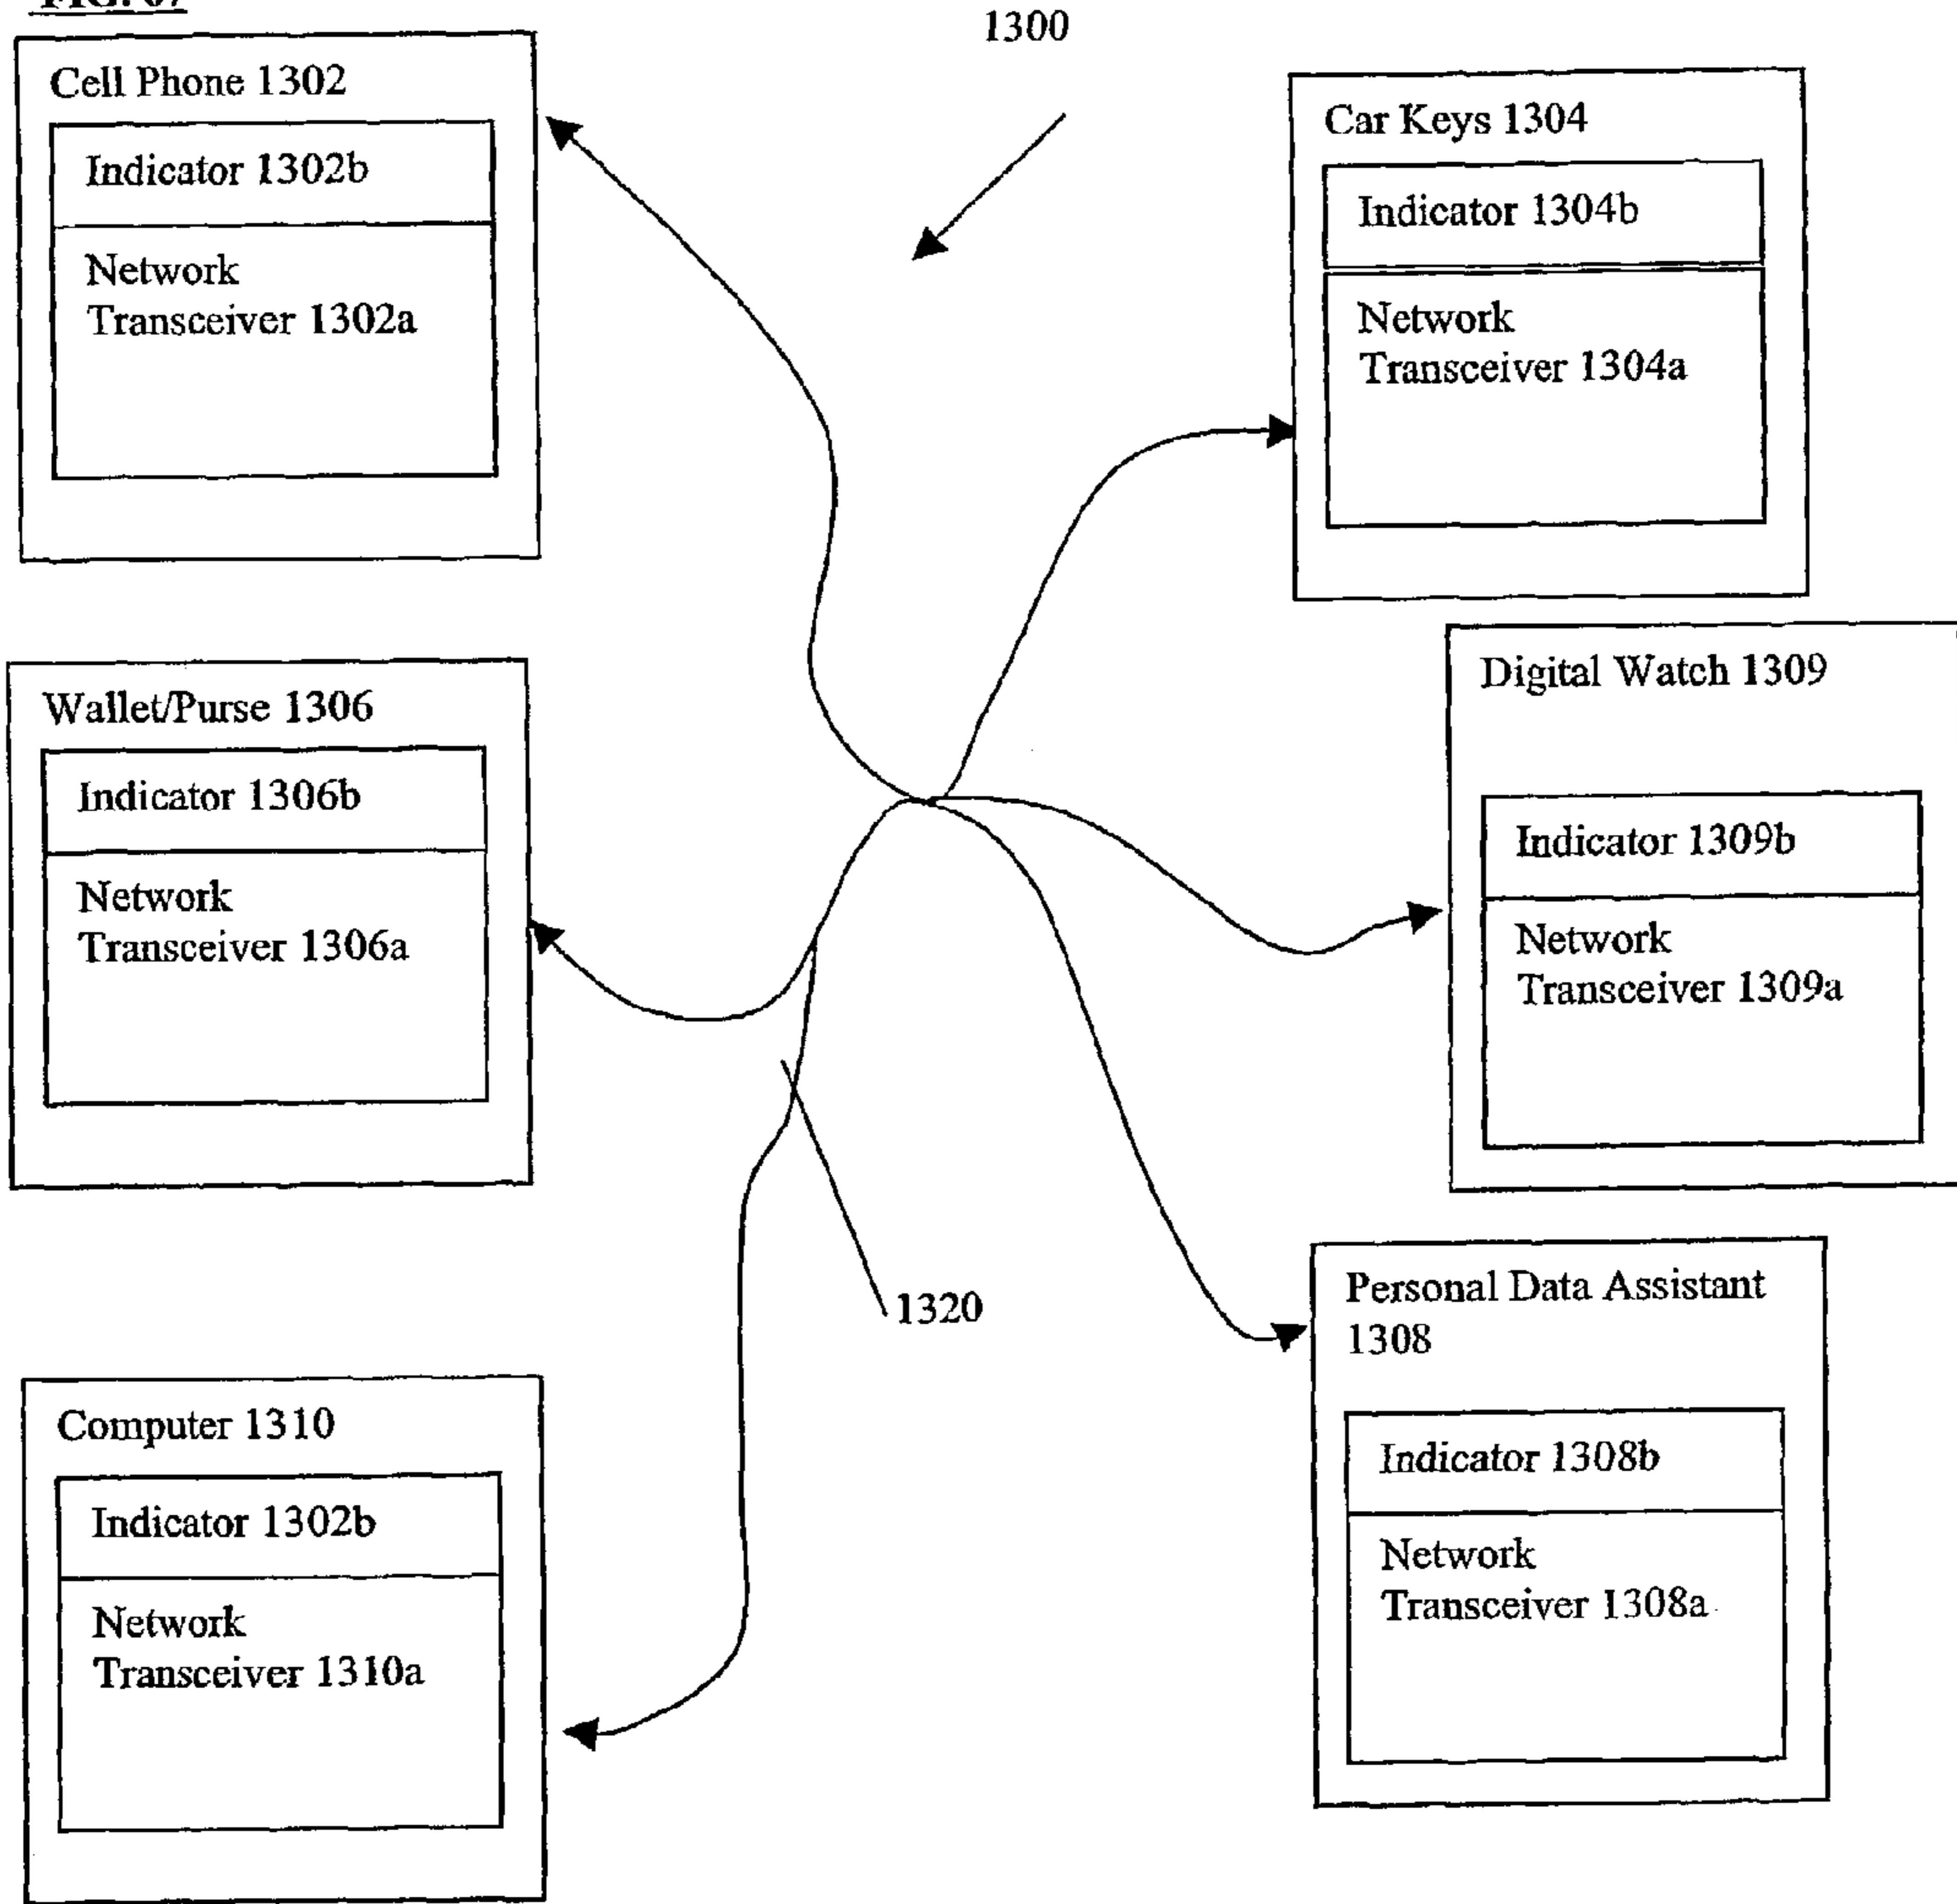 1300
Cell Phone 1302
Indicator 1302b
Network
Transceiver 1302a
Car Keys 1304
Indicator 1304b
Network
Transceiver 1304a
Wallet/Purse 1306
Indicator 1306b
Network
Transceiver 1306a
Digital Watch 1309
Indicator 1309b
Network
Transceiver 1309a
1320
Personal Data Assistant
1308
Indicator 1308b
Network
Transceiver 1308a
Computer 1310
Indicator 1302b
Network
Transceiver 1310a